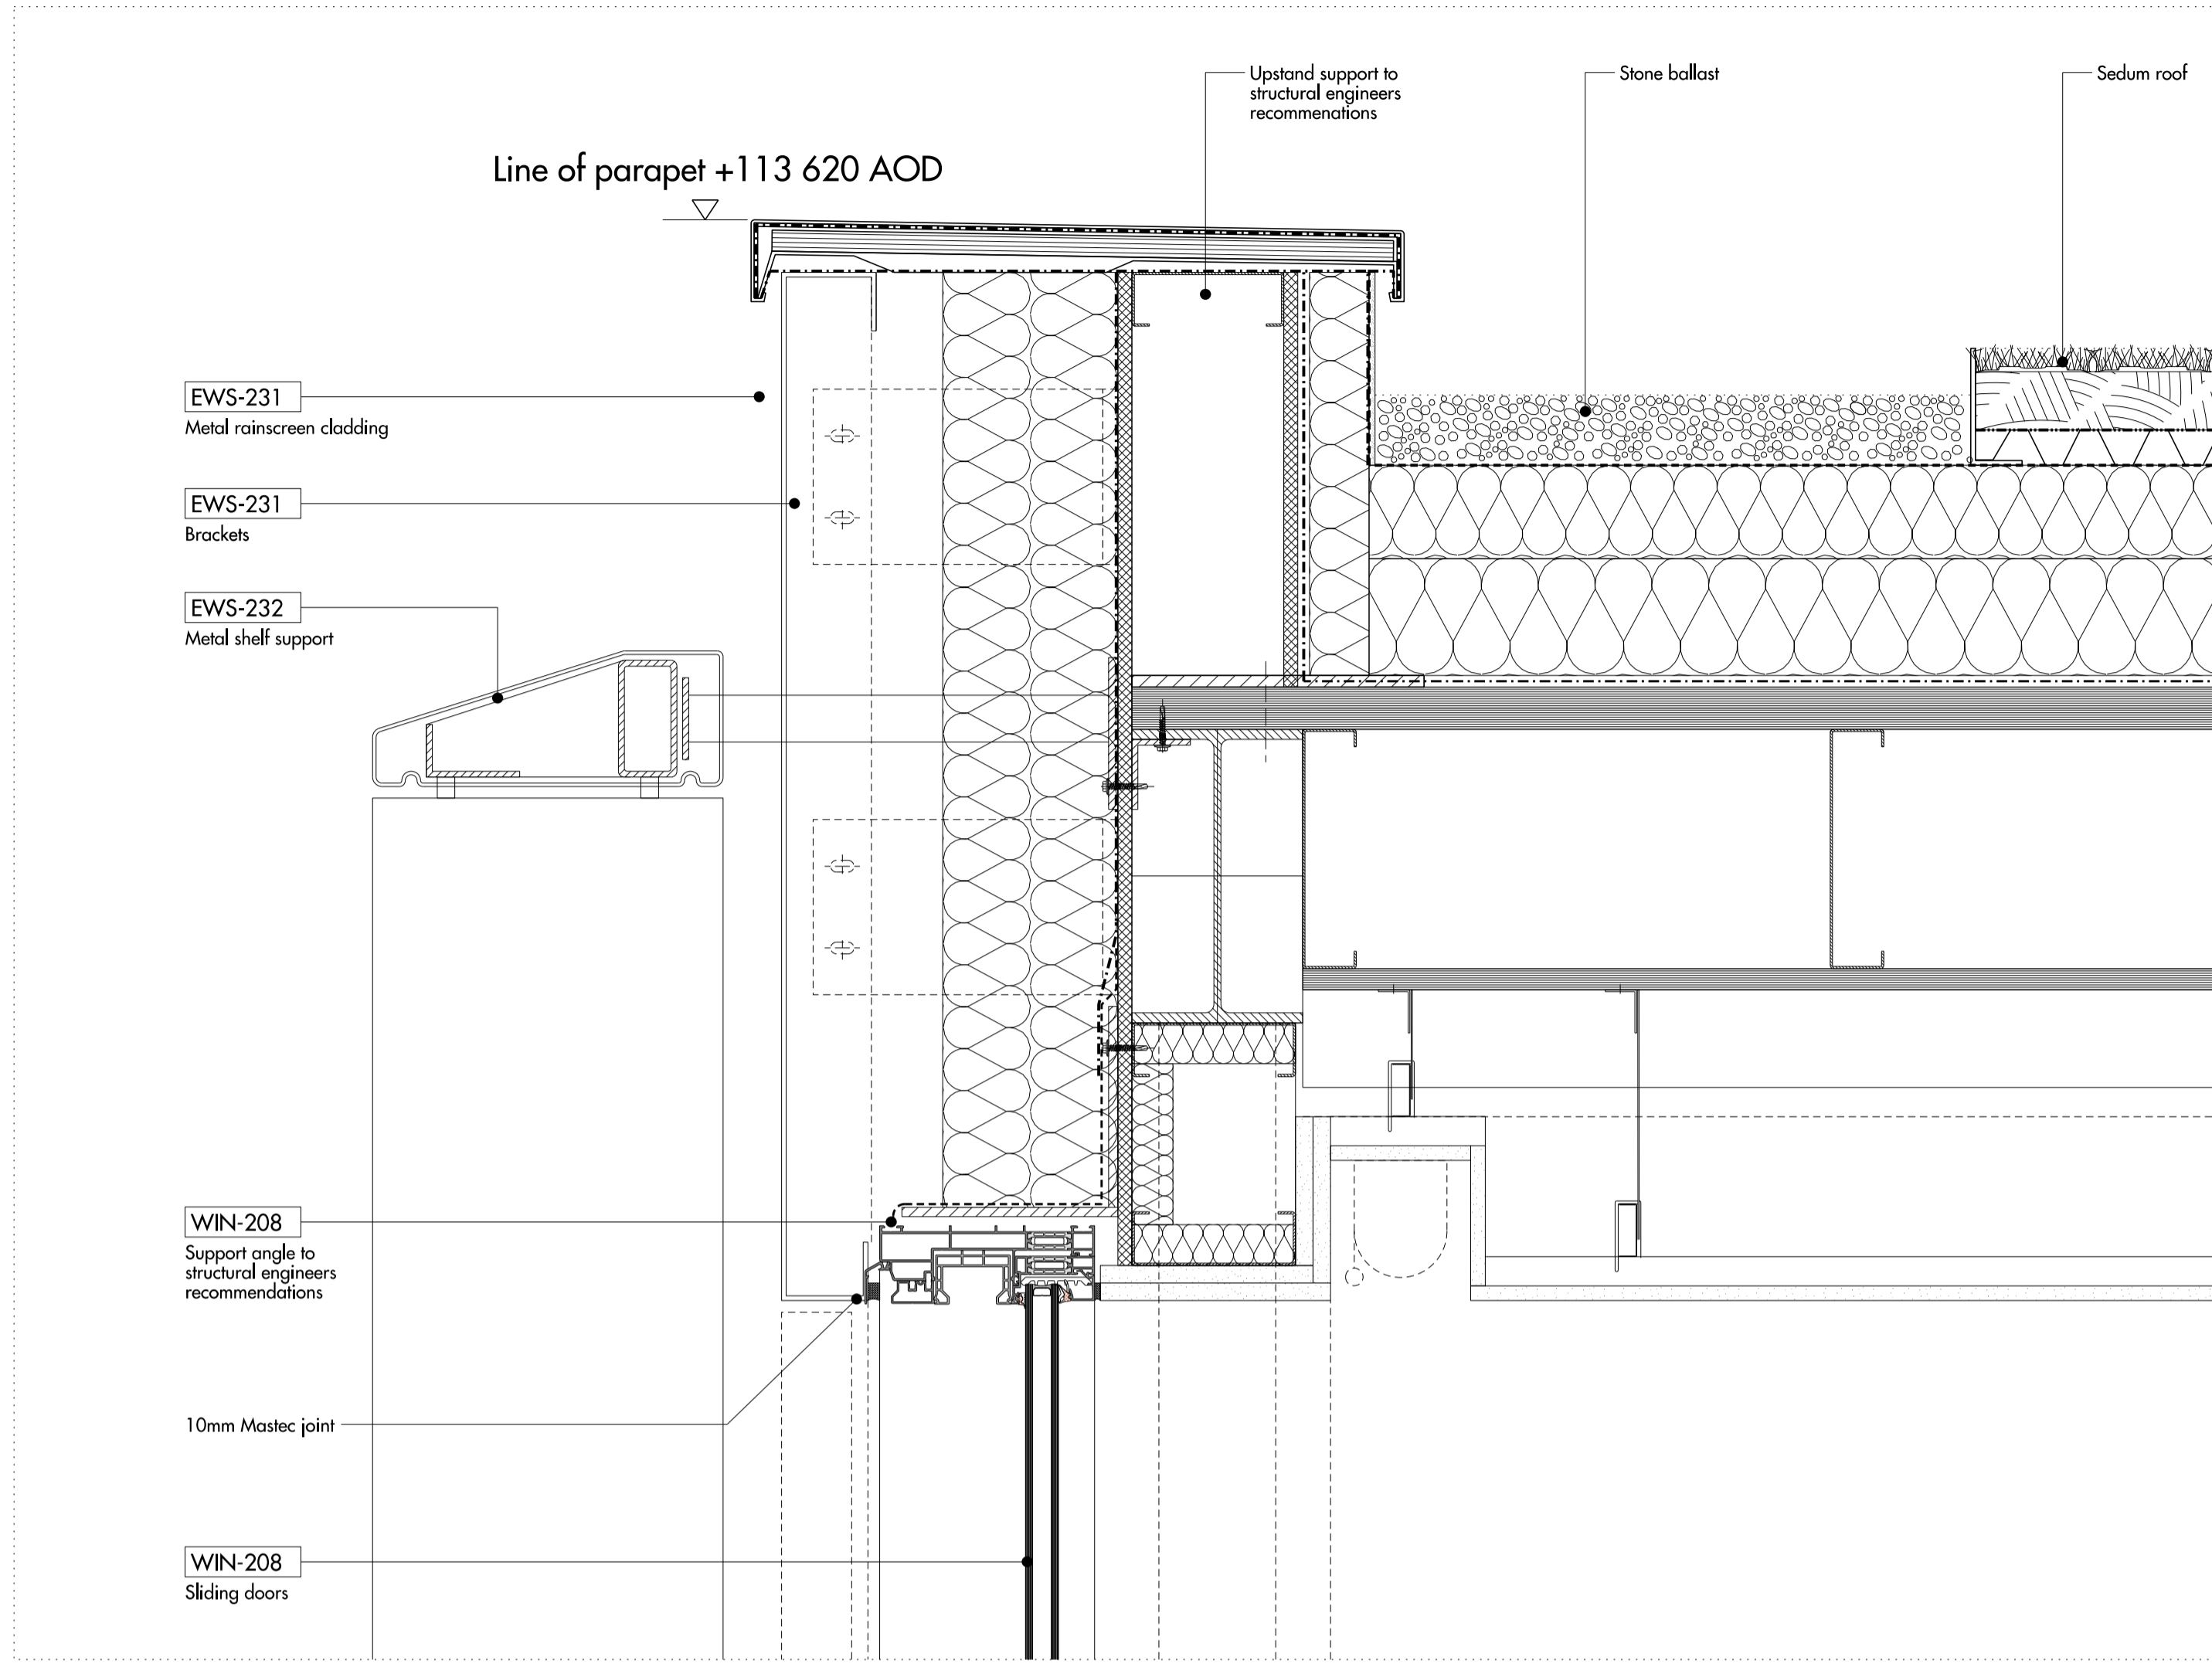 Upstand support to
structural engineers
recommenations
Stone ballast
Sedum roof
Line of parapet +113 620 AOD
EWS-231
Metal rainscreen cladding
EWS-231
Brackets
EWS-232
Metal shelf support
WIN-208
Support angle to
structural engineers
recommendations
10mm Mastec joint
WIN-208
Sliding doors